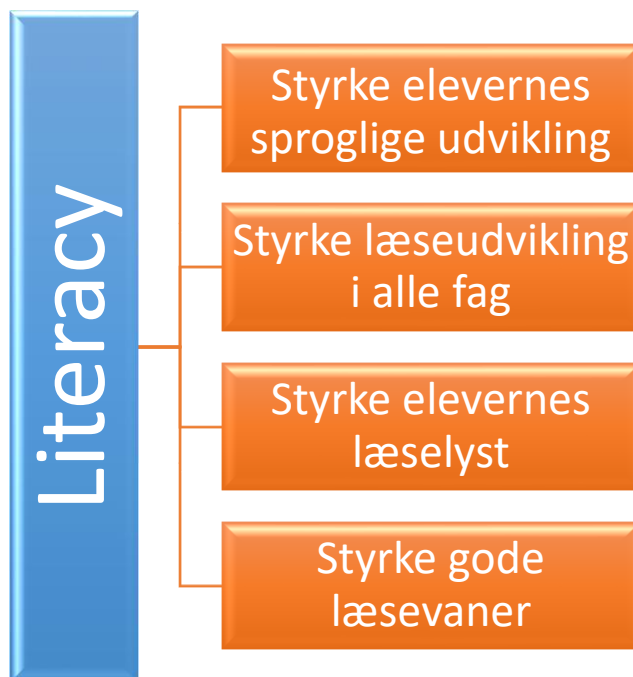 Literacy
Styrke elevernes
sproglige udvikling
Styrke læseudvikling
i alle fag
Styrke elevernes
læselyst
Styrke gode
læsevaner